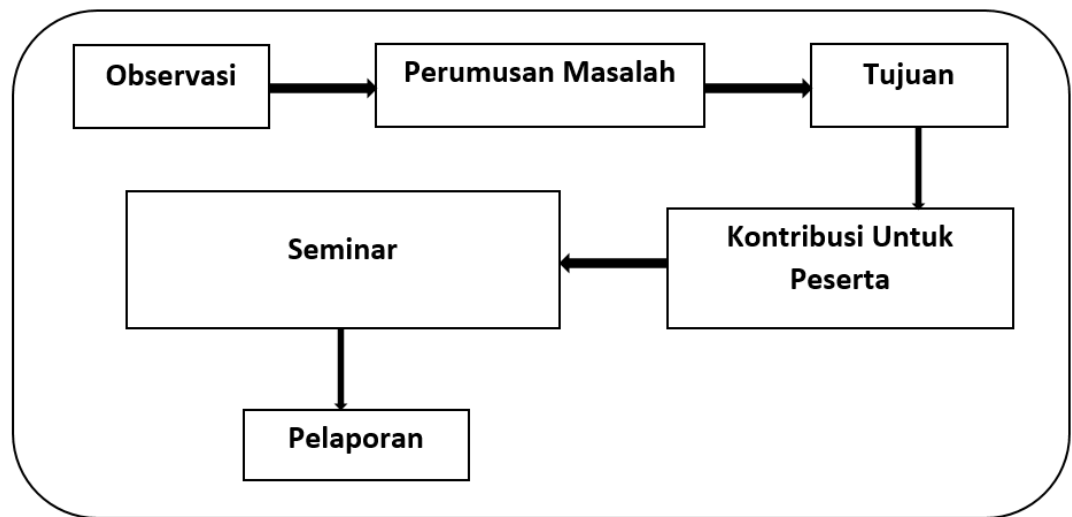 Observasi
Perumusan Masalah
Tujuan
Kontribusi Untuk
Peserta
Seminar
Pelaporan